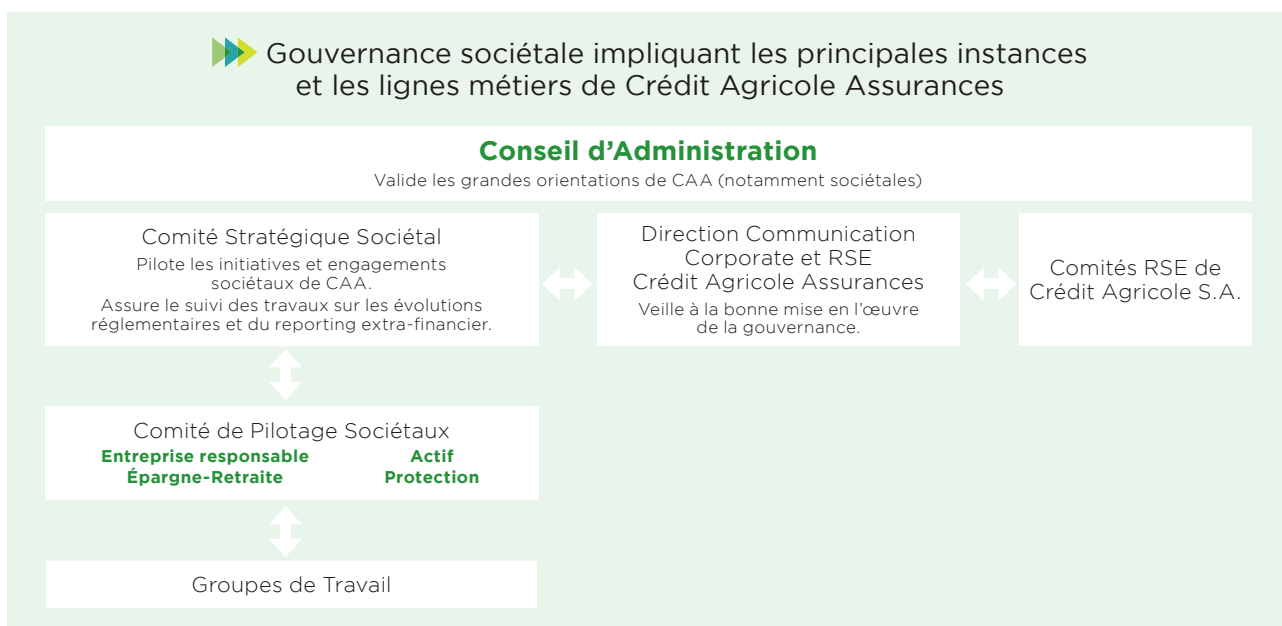 Gouvernance sociétale impliquant les principales instances
et les lignes métiers de Crédit Agricole Assurances
Conseil d’Administration
Valide les grandes orientations de CAA (notamment sociétales)
Comité Stratégique Sociétal
Pilote les initiatives et engagements
sociétaux de CAA.
Assure le suivi des travaux sur les évolutions
réglementaires et du reporting extra-financier.
Direction Communication
Corporate et RSE
Crédit Agricole Assurances
Veille à la bonne mise en l’œuvre
de la gouvernance.
Comités RSE de
Crédit Agricole S.A.
Comité de Pilotage Sociétaux
Entreprise responsable
Épargne-Retraite
Actif
Protection
Groupes de Travail